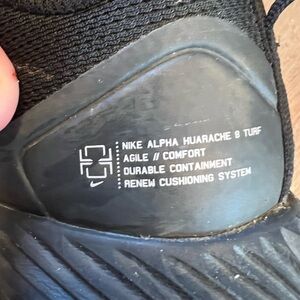 NIKE ALPHA HUARACHE 8 TURF
AGILE // COMFORT
DURABLE CONTAINMENT
RENEW CUSHIONING SYSTEM